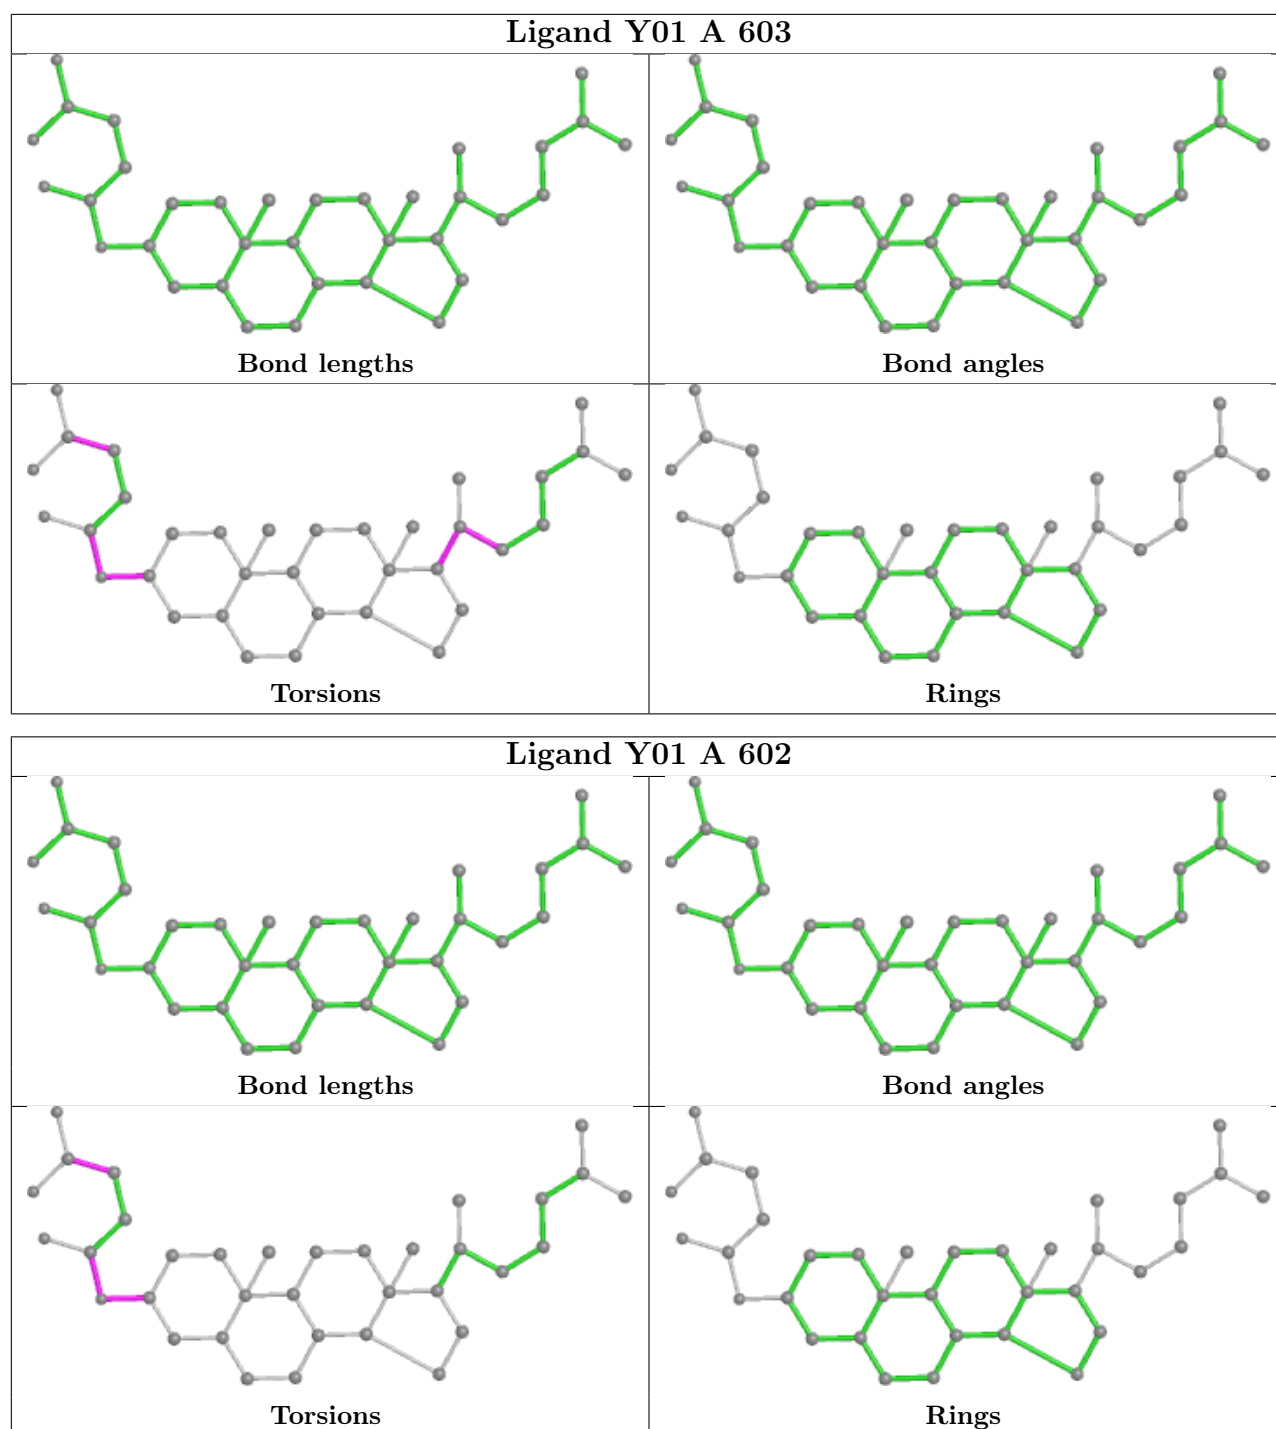 Ligand Y01 A 603
Bond lengths
Bond angles
Torsions
Rings
Ligand Y01 A 602
Bond lengths
Bond angles
Torsions
Rings